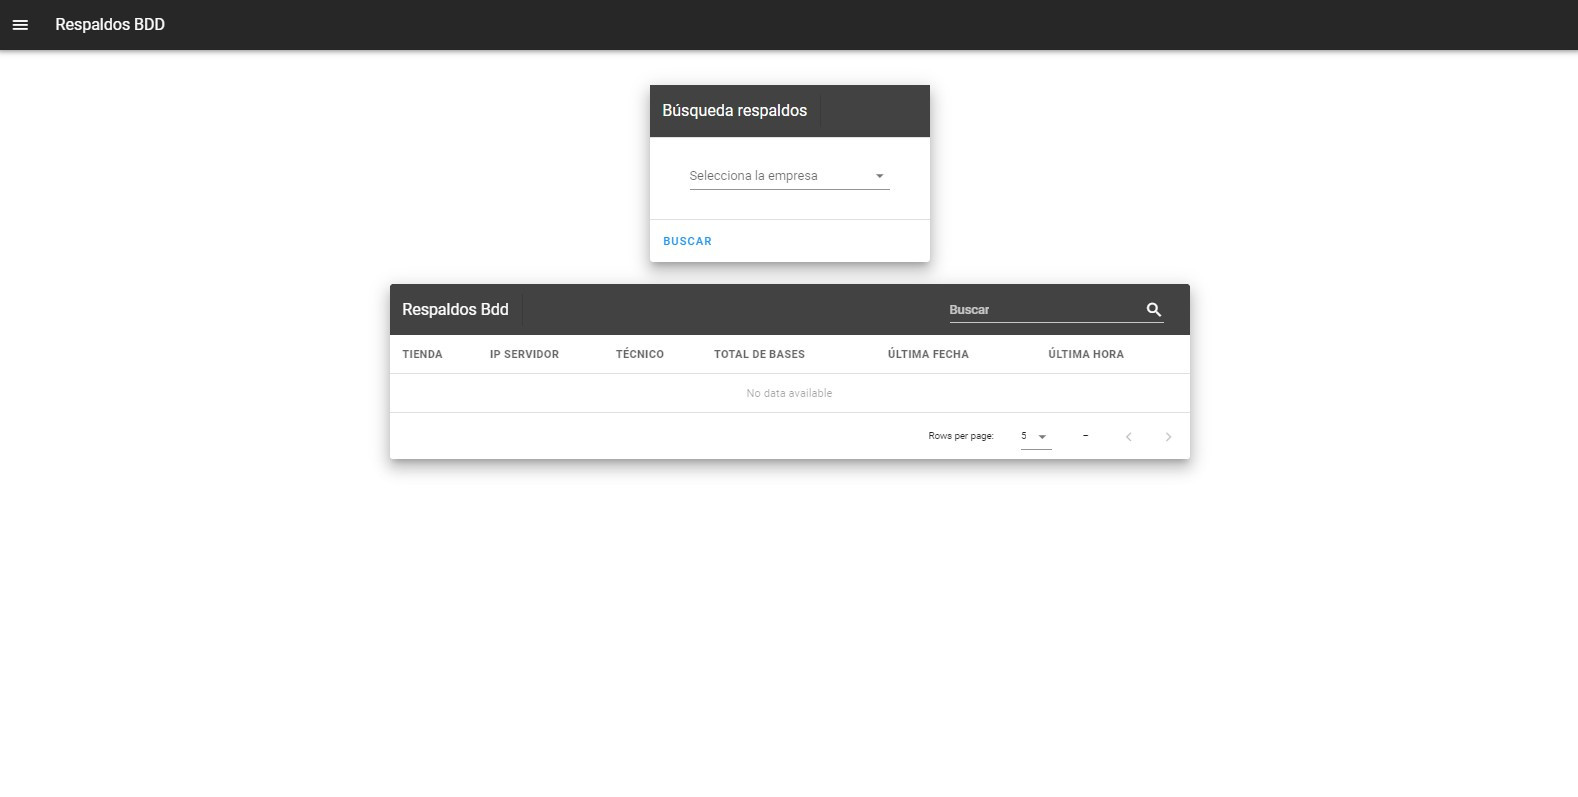 Respaldos BDD
Búsqueda respaldos
Selecciona la empresa
BUSCAR
Respaldos Bdd
Buscar
TIENDA IP SERVIDOR TÉCNICO TOTAL DE BASES ÚLTIMA FECHA ÚLTIMA HORA
No data available
Rows per page: 5 –